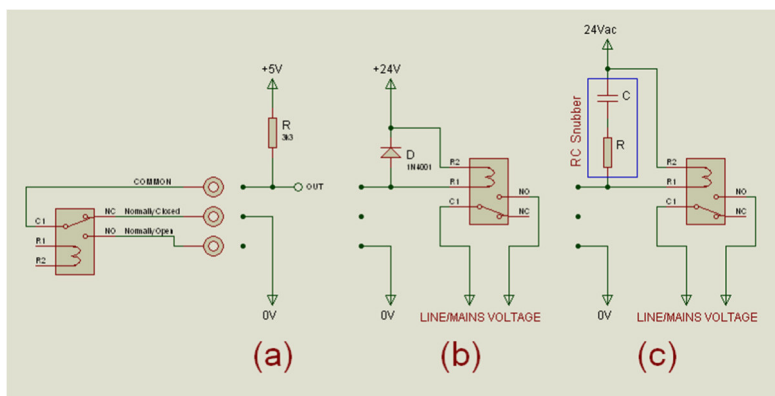 24Vac
+5V
+24V
RC Snubber
C
R
3k3
D
1N4001
R
COMMON
OUT
R2
R1
C1
NO
NC
R2
R1
C1
NO
NC
C1
R1
R2
NC
Normally/Closed
NO
Normally/Open
0V
0V
LINE/MAINS VOLTAGE
0V
LINE/MAINS VOLTAGE
(a)
(b)
(c)